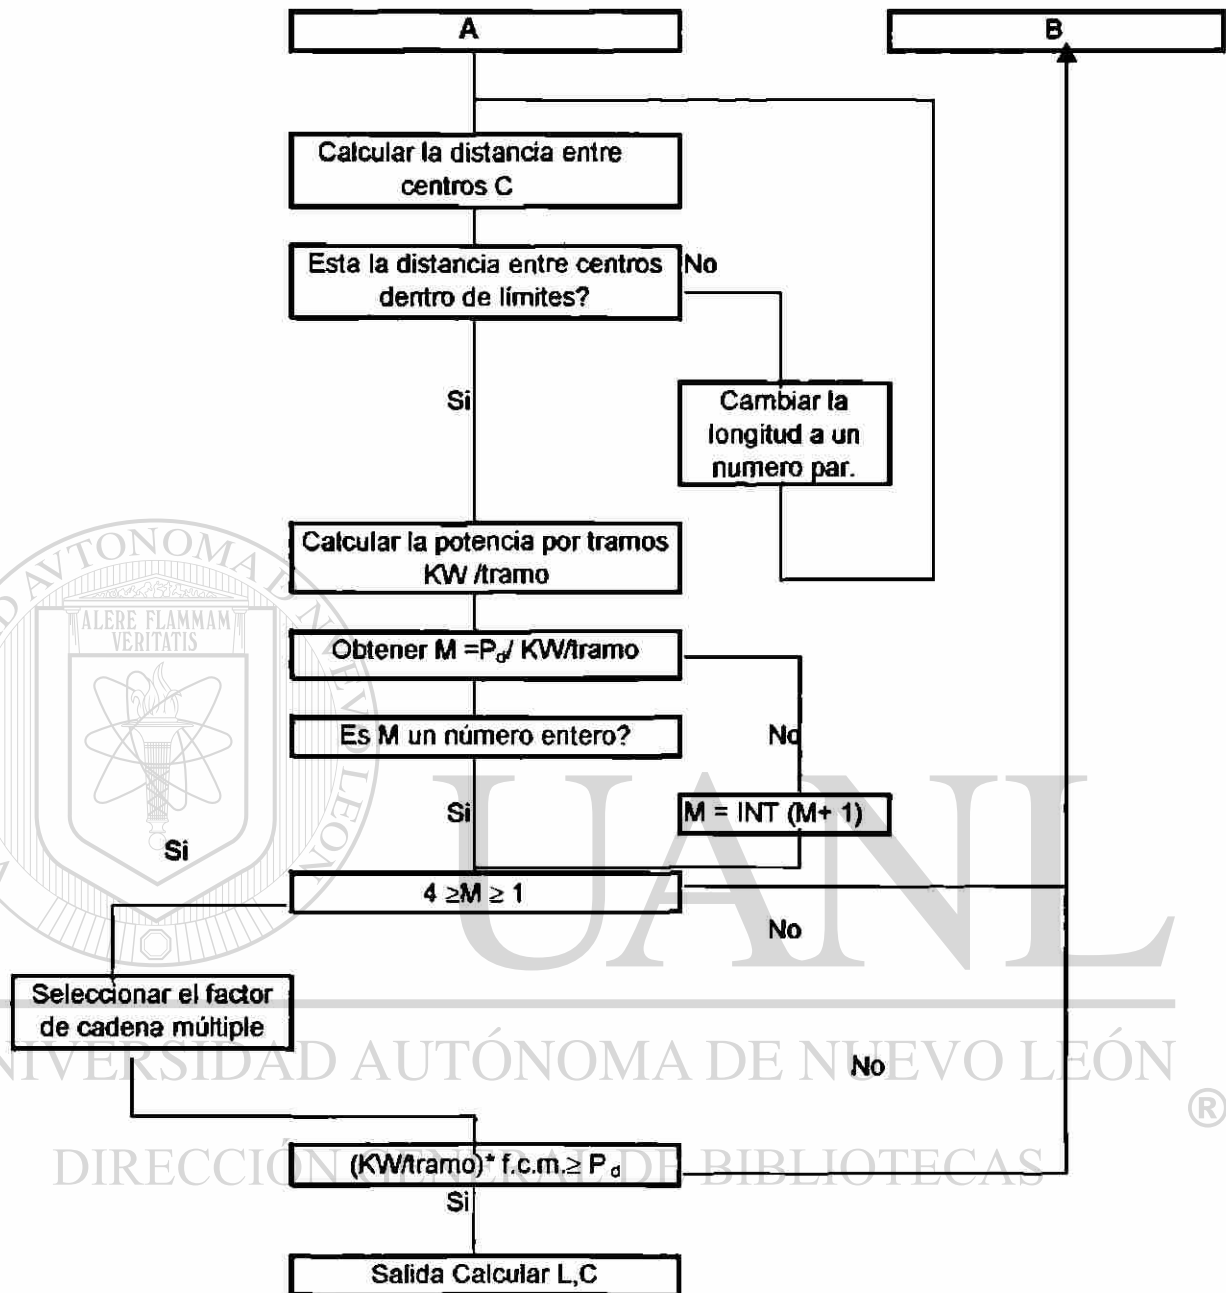 A
B
Calcular la distancia entre
centros C
Esta la distancia entre centros
dentro de límites?
No
Si
Cambiar la
longitud a un
numero par.
Calcular la potencia por tramos
KW /tramo
Obtener M =Pd/ KW/tramo
Es M un número entero?
No
Si
M = INT (M+ 1)
Si
4 ≥M ≥ 1
No
Seleccionar el factor
de cadena múltiple
No
(KW/tramo)* f.c.m.≥ Pd
Si
Salida Calcular L,C
ALERE FLAMMAM
VERITATIS
UANL
UNIVERSIDAD AUTÓNOMA DE NUEVO LEÓN
®
DIRECCIÓN GENERAL DE BIBLIOTECAS